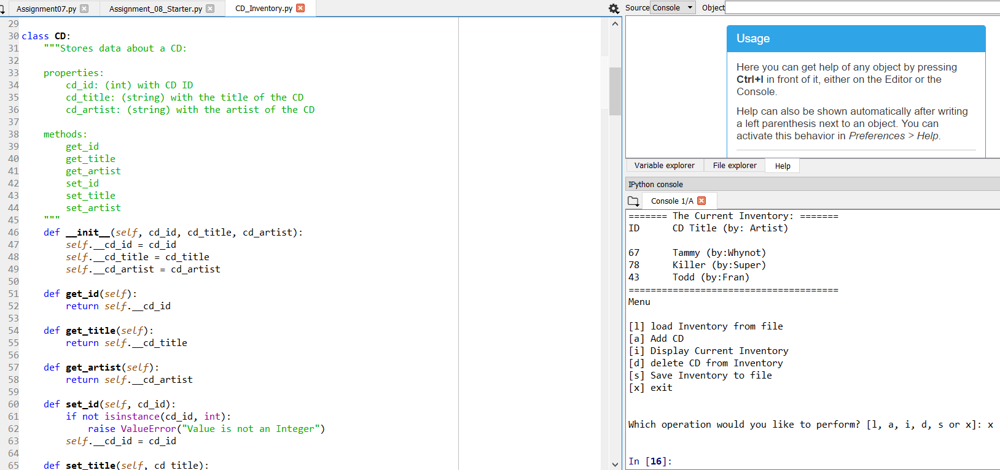 Assignment07.py
Assignment_08_Starter.py
CD_Inventory.py
29
30 class CD:
31     """Stores data about a CD:
32
33     properties:
34         cd_id: (int) with CD ID
35         cd_title: (string) with the title of the CD
36         cd_artist: (string) with the artist of the CD
37
38     methods:
39         get_id
40         get_title
41         get_artist
42         set_id
43         set_title
44         set_artist
45     """
46     def __init__(self, cd_id, cd_title, cd_artist):
47         self.__cd_id = cd_id
48         self.__cd_title = cd_title
49         self.__cd_artist = cd_artist
50
51     def get_id(self):
52         return self.__cd_id
53
54     def get_title(self):
55         return self.__cd_title
56
57     def get_artist(self):
58         return self.__cd_artist
59
60     def set_id(self, cd_id):
61         if not isinstance(cd_id, int):
62             raise ValueError("Value is not an Integer")
63         self.__cd_id = cd_id
64
65     def set_title(self, cd_title):
Source Console Object
Usage
Here you can get help of any object by pressing
Ctrl+I in front of it, either on the Editor or the
Console.
Help can also be shown automatically after writing
a left parenthesis next to an object. You can
activate this behavior in Preferences > Help.
Variable explorer File explorer Help
IPython console
Console 1/A
======= The Current Inventory: =======
ID      CD Title (by: Artist)
67      Tammy (by:Whynot)
78      Killer (by:Super)
43      Todd (by:Fran)
======================================
Menu
[l] load Inventory from file
[a] Add CD
[i] Display Current Inventory
[d] delete CD from Inventory
[s] Save Inventory to file
[x] exit
Which operation would you like to perform? [l, a, i, d, s or x]: x
In [16]: